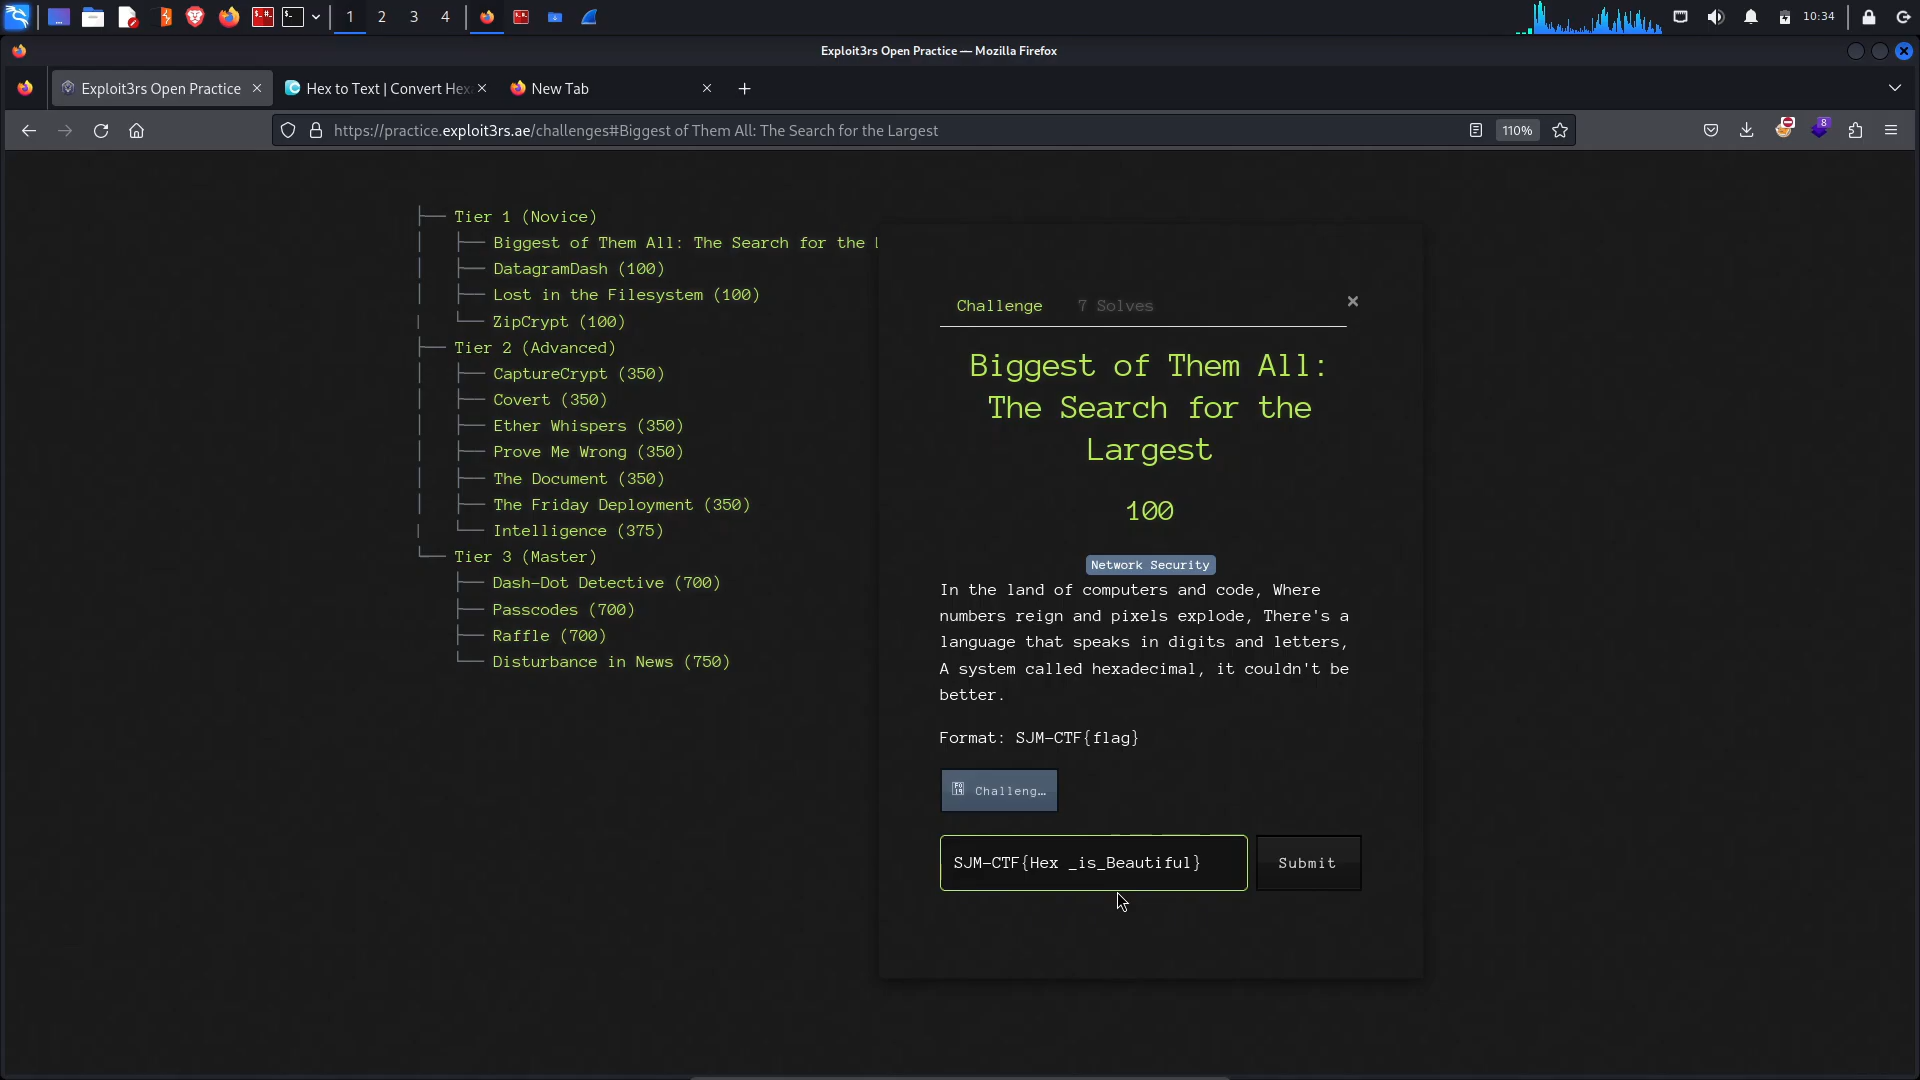 1 2 3 4
10:34
Exploit3rs Open Practice — Mozilla Firefox
Exploit3rs Open Practice
Hex to Text | Convert Hex
New Tab
https://practice.exploit3rs.ae/challenges#Biggest of Them All: The Search for the Largest
110%
8
Tier 1 (Novice)
Biggest of Them All: The Search for the L
DatagramDash (100)
Lost in the Filesystem (100)
ZipCrypt (100)
Tier 2 (Advanced)
CaptureCrypt (350)
Covert (350)
Ether Whispers (350)
Prove Me Wrong (350)
The Document (350)
The Friday Deployment (350)
Intelligence (375)
Tier 3 (Master)
Dash-Dot Detective (700)
Passcodes (700)
Raffle (700)
Disturbance in News (750)
Challenge
7 Solves
Biggest of Them All:
The Search for the
Largest
100
Network Security
In the land of computers and code, Where
numbers reign and pixels explode, There's a
language that speaks in digits and letters,
A system called hexadecimal, it couldn't be
better.
Format: SJM-CTF{flag}
Challeng…
SJM-CTF{Hex _is_Beautiful}
Submit